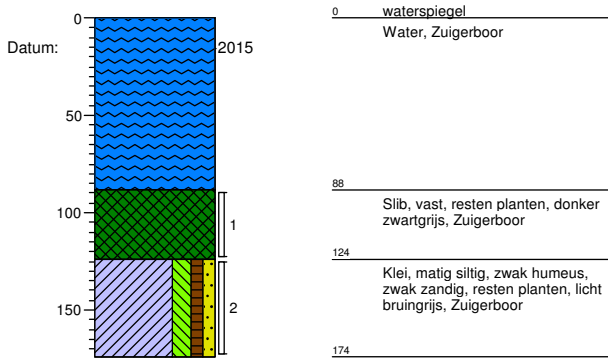 0
Datum: 2015
50
100
150
1
2
0 waterspiegel
Water, Zuigerboor
88
Slib, vast, resten planten, donker
zwartgrijs, Zuigerboor
124
Klei, matig siltig, zwak humeus,
zwak zandig, resten planten, licht
bruingrijs, Zuigerboor
174